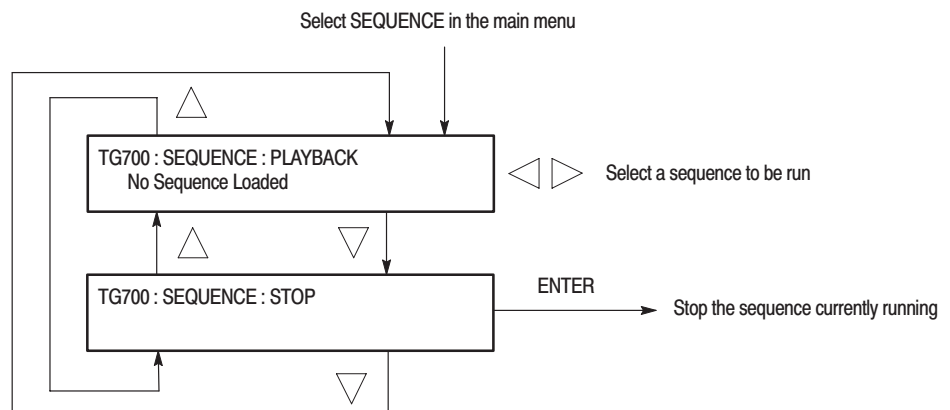 Select SEQUENCE in the main menu
TG700 : SEQUENCE : PLAYBACK
No Sequence Loaded
Select a sequence to be run
TG700 : SEQUENCE : STOP
ENTER
Stop the sequence currently running